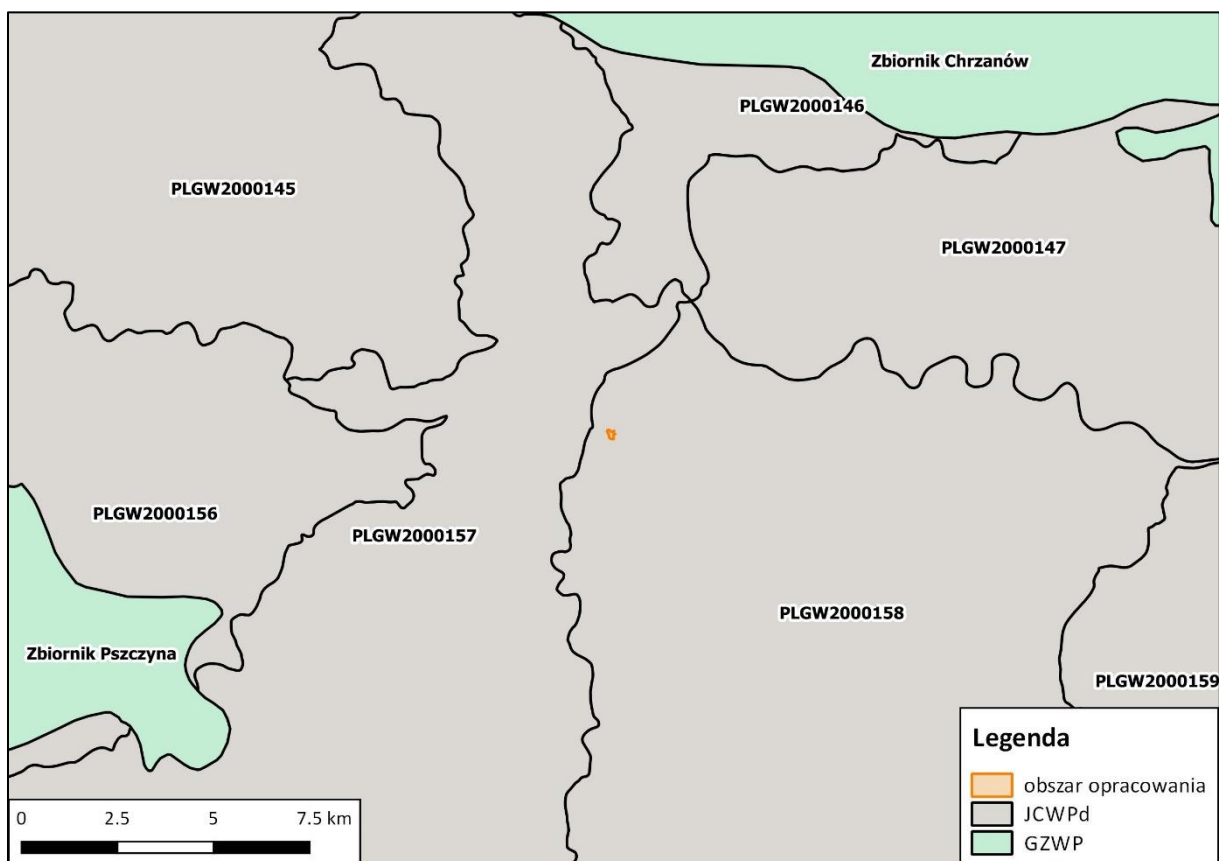 Zbiornik Chrzanów
PLGW2000146
PLGW2000145
PLGW2000147
PLGW2000156
PLGW2000157
PLGW2000158
Zbiornik Pszczyna
PLGW2000159
Legenda
obszar opracowania
JCWPd
GZWP
0 2.5 5 7.5 km